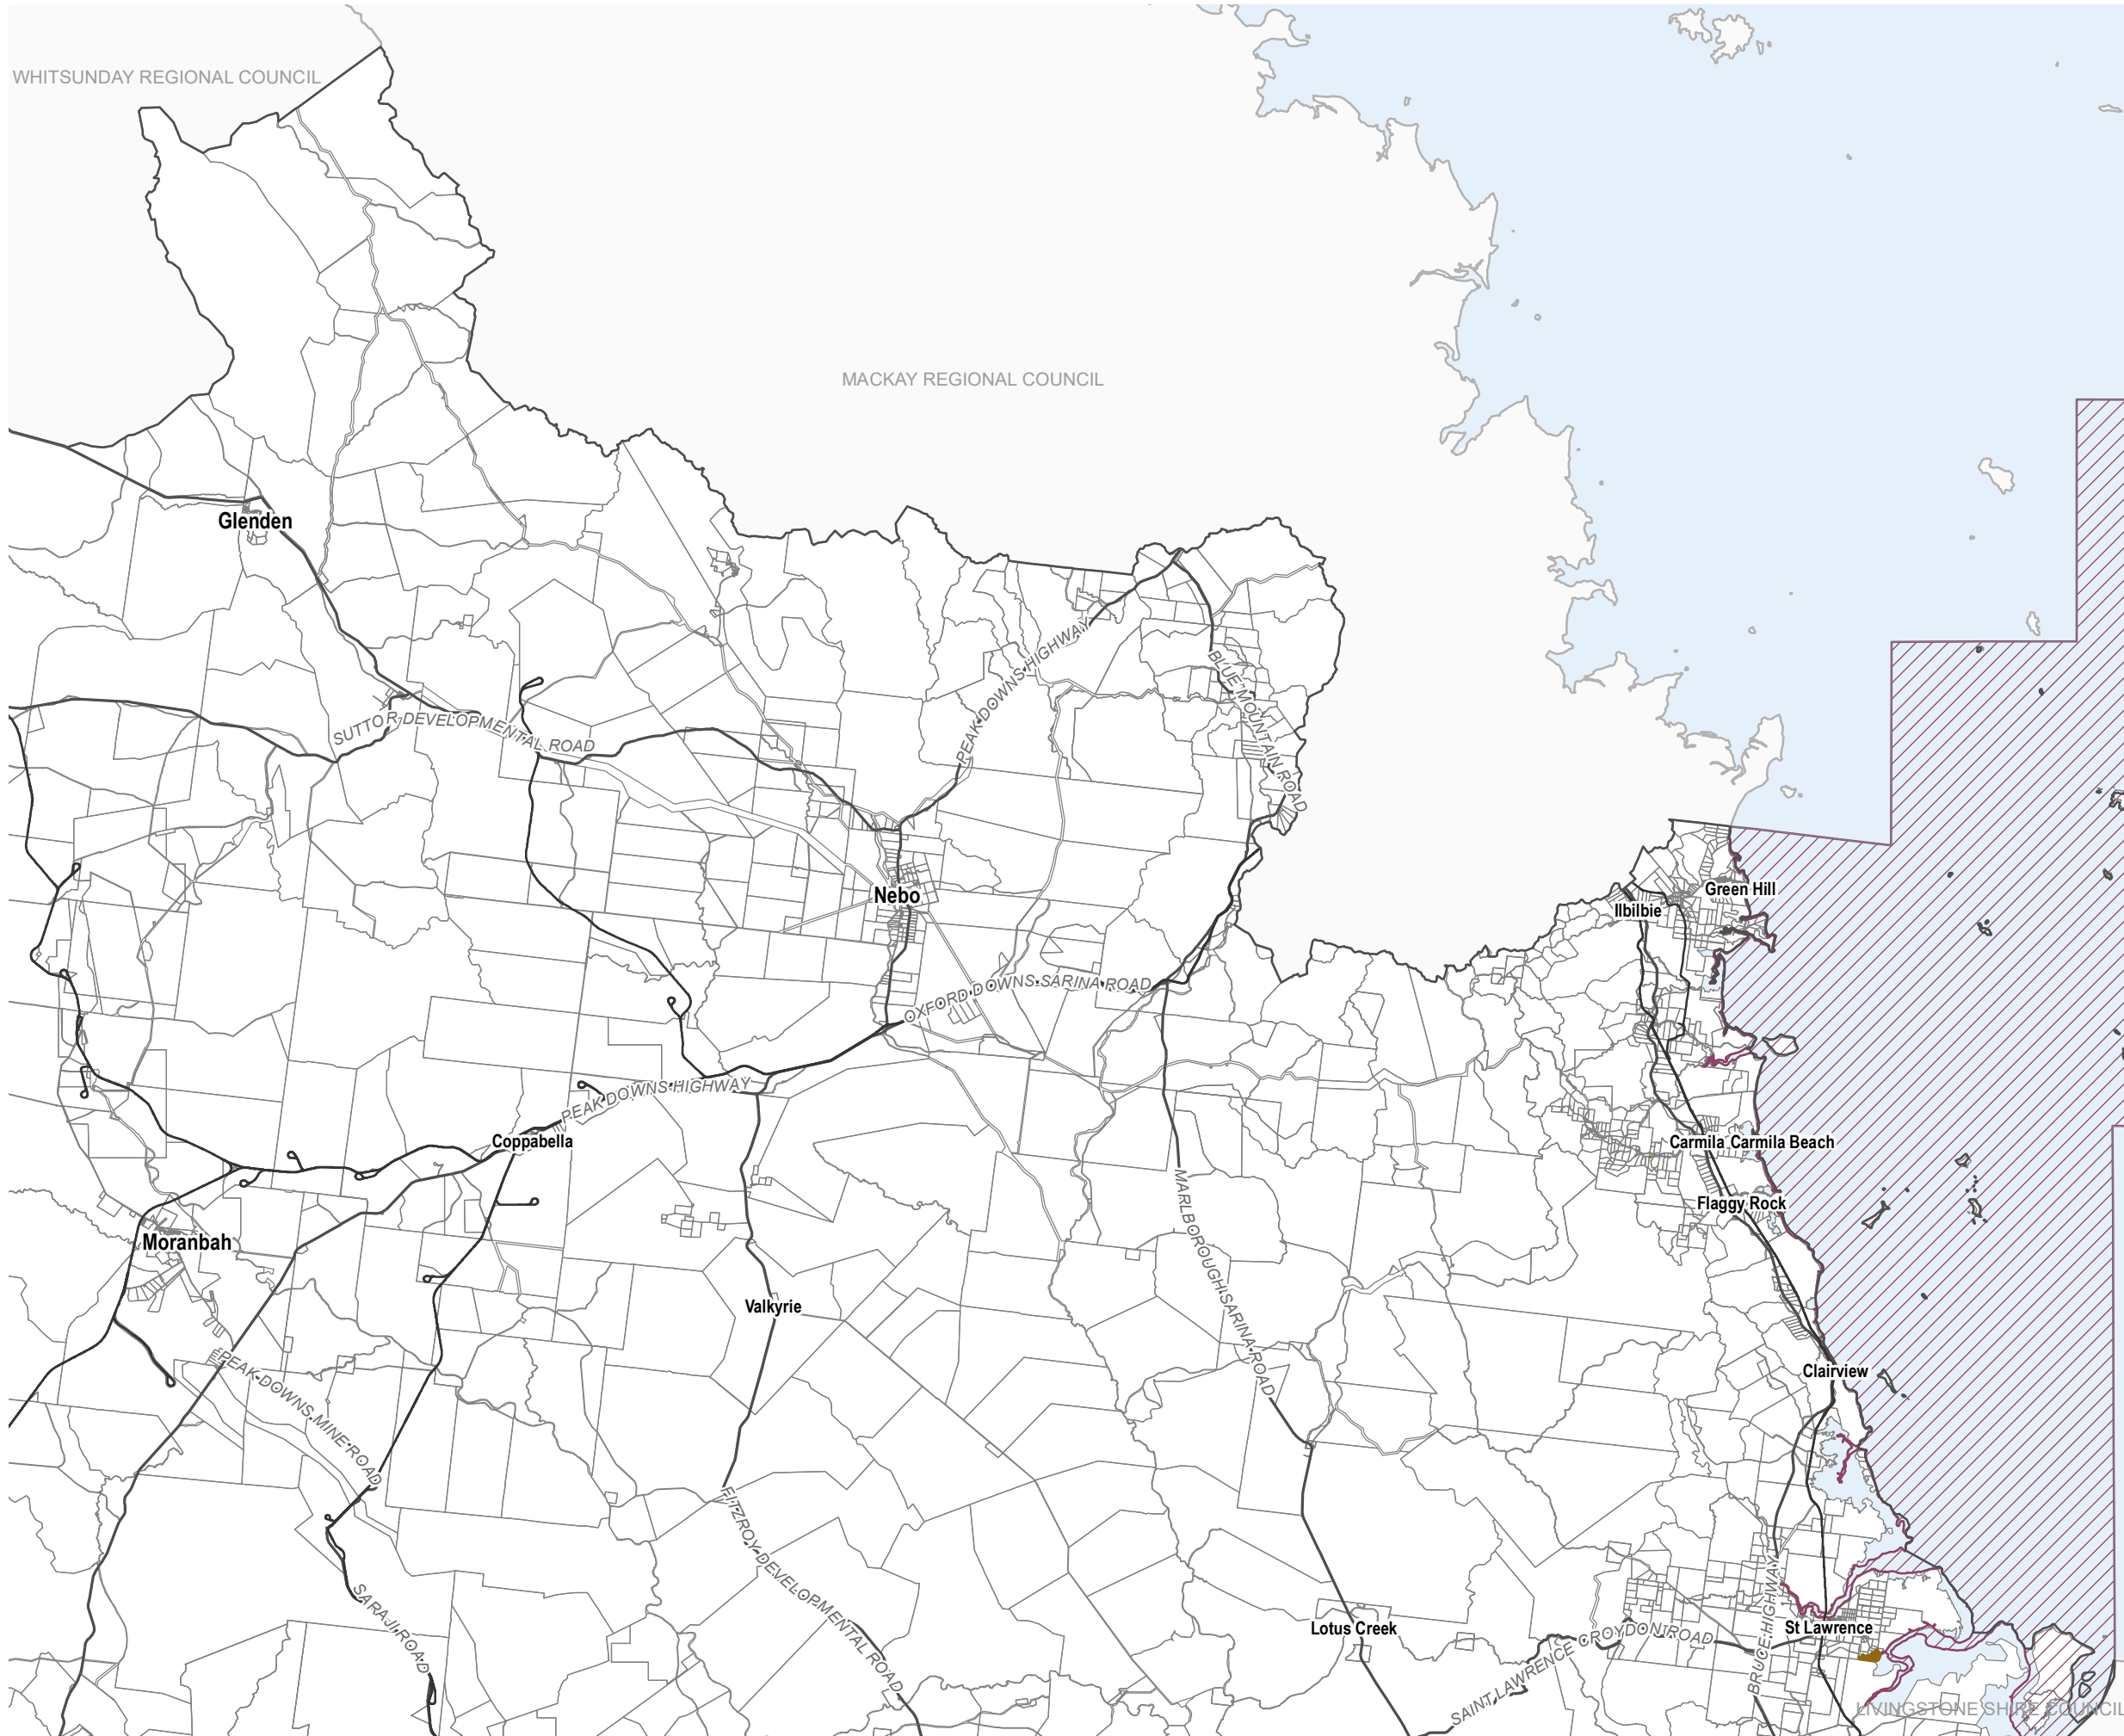 WHITSUNDAY REGIONAL COUNCIL
MACKAY REGIONAL COUNCIL
Glenden
PEAK DOWNS HIGHWAY
BLUE MOUNTAIN ROAD
SUTTOR DEVELOPMENTAL ROAD
Nebo
Green Hill
Ilbilbie
OXFORD DOWNS SARINA ROAD
PEAK DOWNS HIGHWAY
Coppabella
Carmila
Carmila Beach
Flaggy Rock
Moranbah
MARLBOROUGH SARINA ROAD
Valkyrie
Clairview
PEAK DOWNS MINE ROAD
FITZROY DEVELOPMENTAL ROAD
SARAJI ROAD
BRUCE HIGHWAY
Lotus Creek
St Lawrence
SAINT LAWRENCE CROYDON ROAD
LIVINGSTONE SHIRE COUNCIL